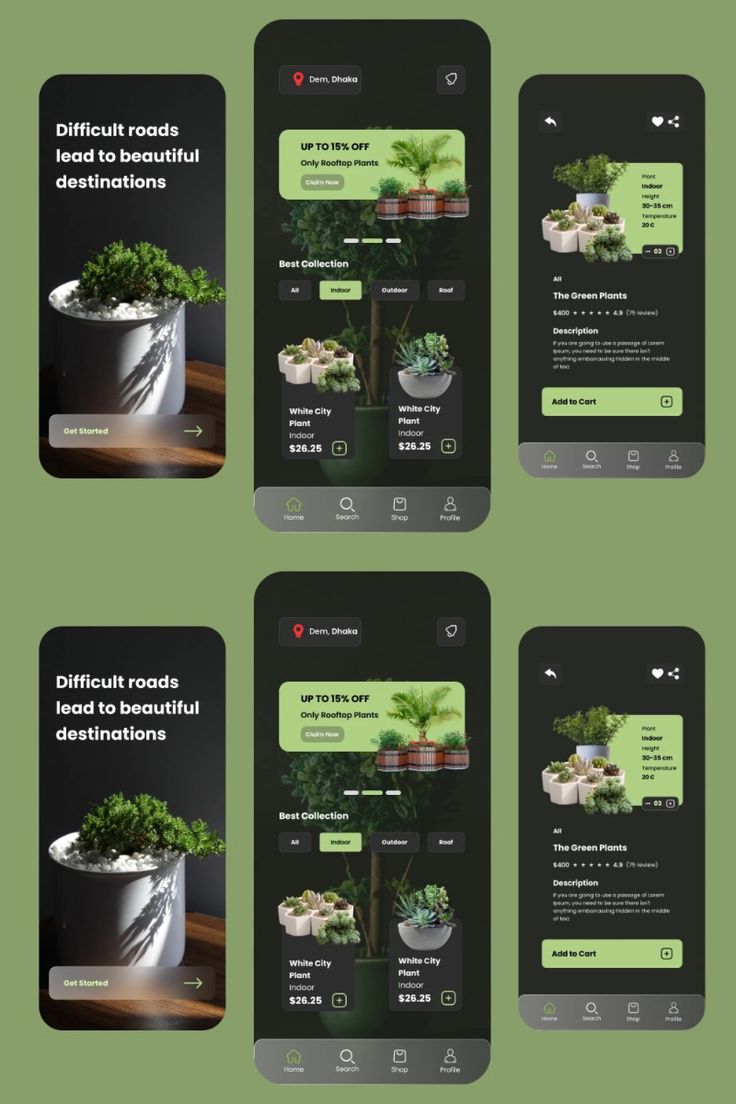 Difficult roads
lead to beautiful
destinations
Get Started
Dem, Dhaka
UP TO 15% OFF
Only Rooftop Plants
Claim Now
Best Collection
All Indoor Outdoor Roof
White City
Plant
Indoor
$26.25
White City
Plant
Indoor
$26.25
Home Search Shop Profile
Plant
Indoor
Height
30-35 cm
Temperature
20 C
03
All
The Green Plants
$400 ★ ★ ★ ★ ★ 4.9 (75 review)
Description
If you are going to use a passage of Lorem
Ipsum, you need to be sure there isn't
anything embarrassing hidden in the middle
of text.
Add to Cart
Home Search Shop Profile
Difficult roads
lead to beautiful
destinations
Get Started
Dem, Dhaka
UP TO 15% OFF
Only Rooftop Plants
Claim Now
Best Collection
All Indoor Outdoor Roof
White City
Plant
Indoor
$26.25
White City
Plant
Indoor
$26.25
Home Search Shop Profile
Plant
Indoor
Height
30-35 cm
Temperature
20 C
03
All
The Green Plants
$400 ★ ★ ★ ★ ★ 4.9 (75 review)
Description
If you are going to use a passage of Lorem
Ipsum, you need to be sure there isn't
anything embarrassing hidden in the middle
of text.
Add to Cart
Home Search Shop Profile